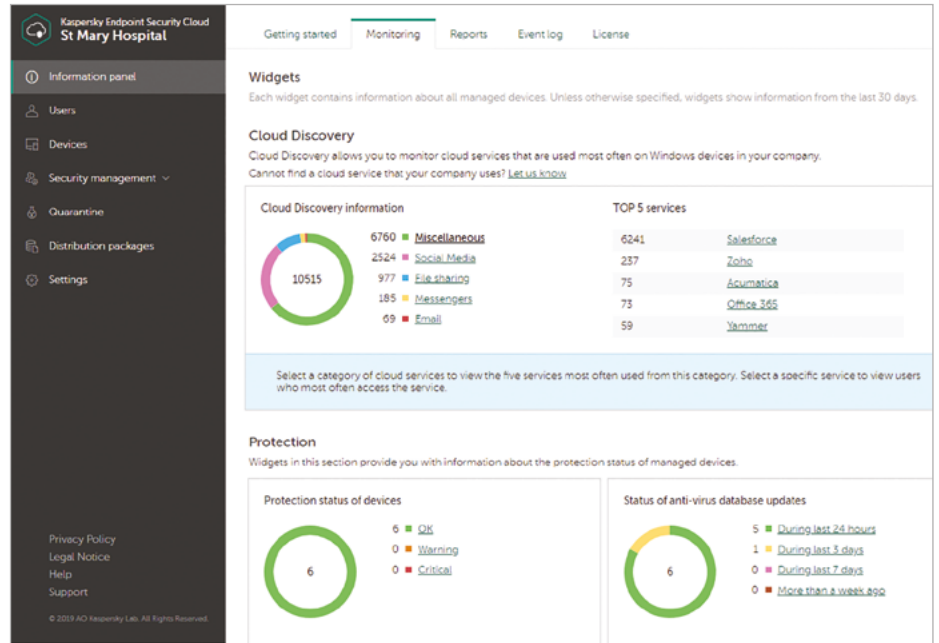 Kaspersky Endpoint Security Cloud
St Mary Hospital
Information panel
Users
Devices
Security management
Quarantine
Distribution packages
Settings
Privacy Policy
Legal Notice
Help
Support
© 2019 AO Kaspersky Lab. All Rights Reserved.
Getting started Monitoring Reports Event log License
Widgets
Each widget contains information about all managed devices. Unless otherwise specified, widgets show information from the last 30 days.
Cloud Discovery
Cloud Discovery allows you to monitor cloud services that are used most often on Windows devices in your company.
Cannot find a cloud service that your company uses? Let us know
Cloud Discovery information
10515
6760 Miscellaneous
2524 Social Media
977 File sharing
185 Messengers
69 Email
TOP 5 services
6241 Salesforce
237 Zoho
75 Acumatica
73 Office 365
59 Yammer
Select a category of cloud services to view the five services most often used from this category. Select a specific service to view users
who most often access the service.
Protection
Widgets in this section provide you with information about the protection status of managed devices.
Protection status of devices
6
6 OK
0 Warning
0 Critical
Status of anti-virus database updates
6
5 During last 24 hours
1 During last 3 days
0 During last 7 days
0 More than a week ago